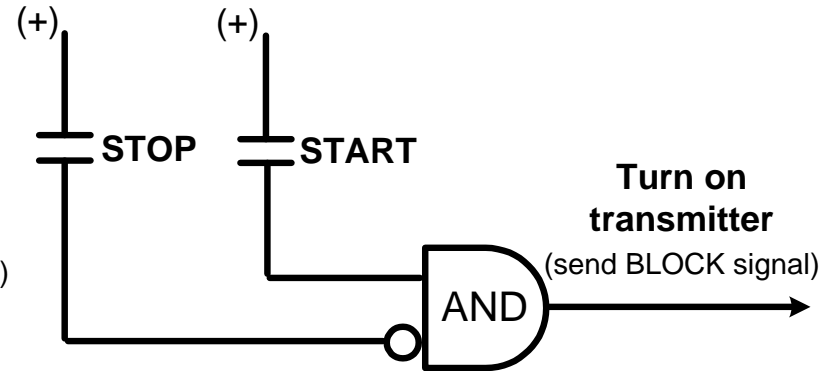 (+)
(+)
STOP
START
Turn on
transmitter
(send BLOCK signal)
)
AND